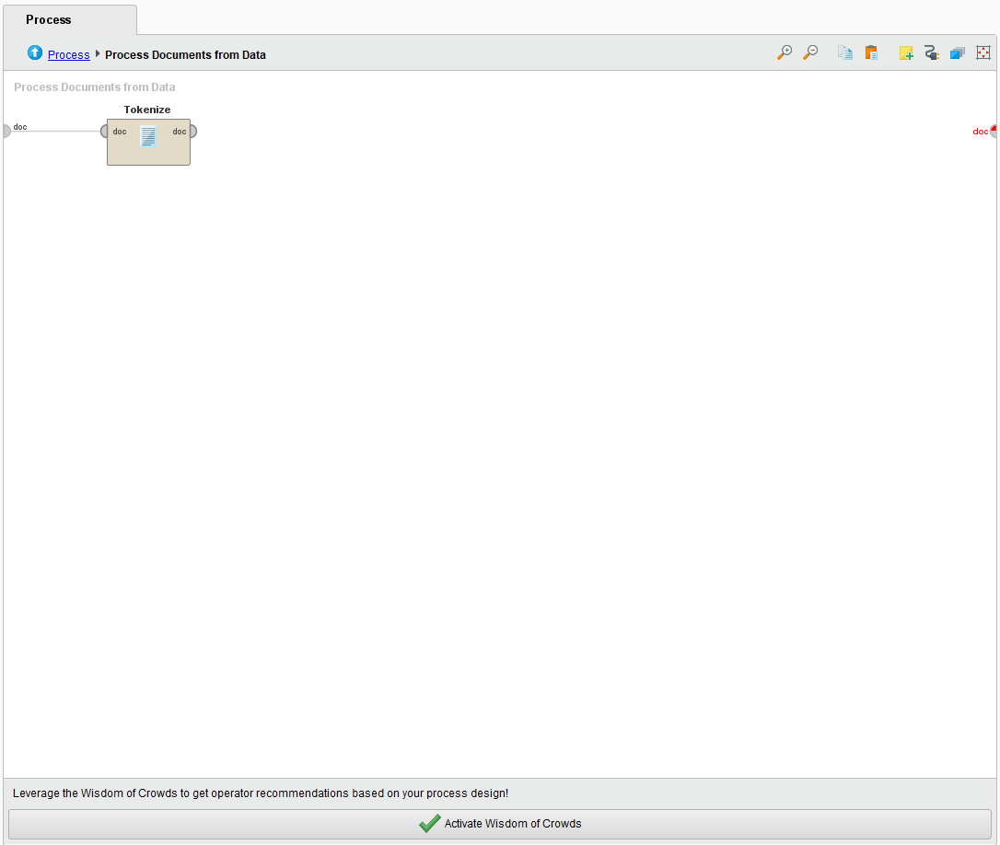 Process
Process Process Documents from Data
Process Documents from Data
Tokenize
doc
doc doc
doc
Leverage the Wisdom of Crowds to get operator recommendations based on your process design!
Activate Wisdom of Crowds